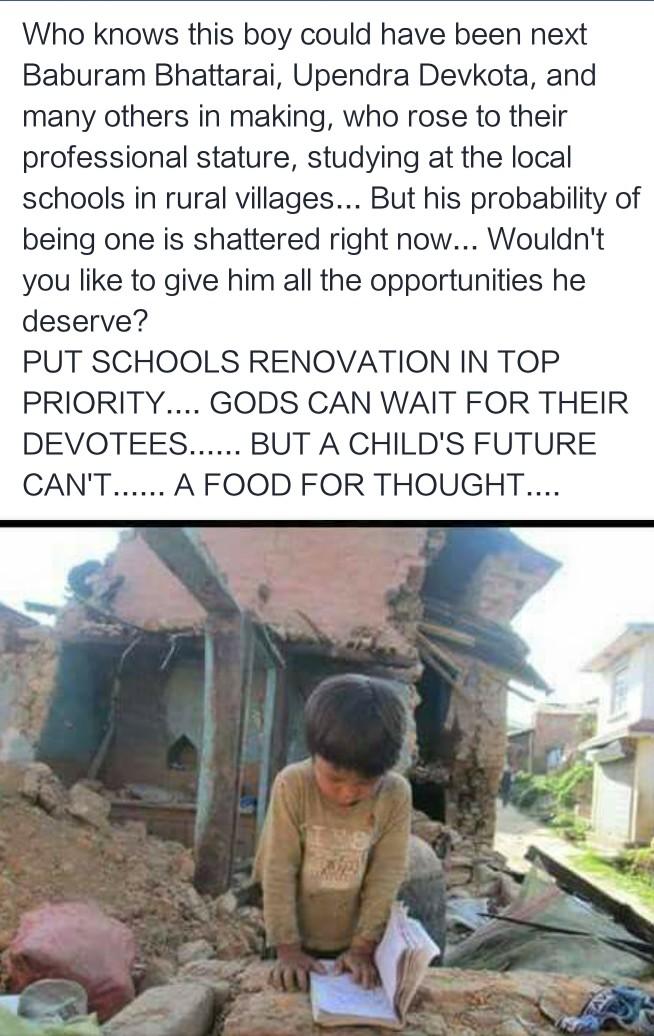 Who knows this boy could have been next
Baburam Bhattarai, Upendra Devkota, and
many others in making, who rose to their
professional stature, studying at the local
schools in rural villages... But his probability of
being one is shattered right now... Wouldn't
you like to give him all the opportunities he
deserve?
PUT SCHOOLS RENOVATION IN TOP
PRIORITY.... GODS CAN WAIT FOR THEIR
DEVOTEES...... BUT A CHILD'S FUTURE
CAN'T...... A FOOD FOR THOUGHT....